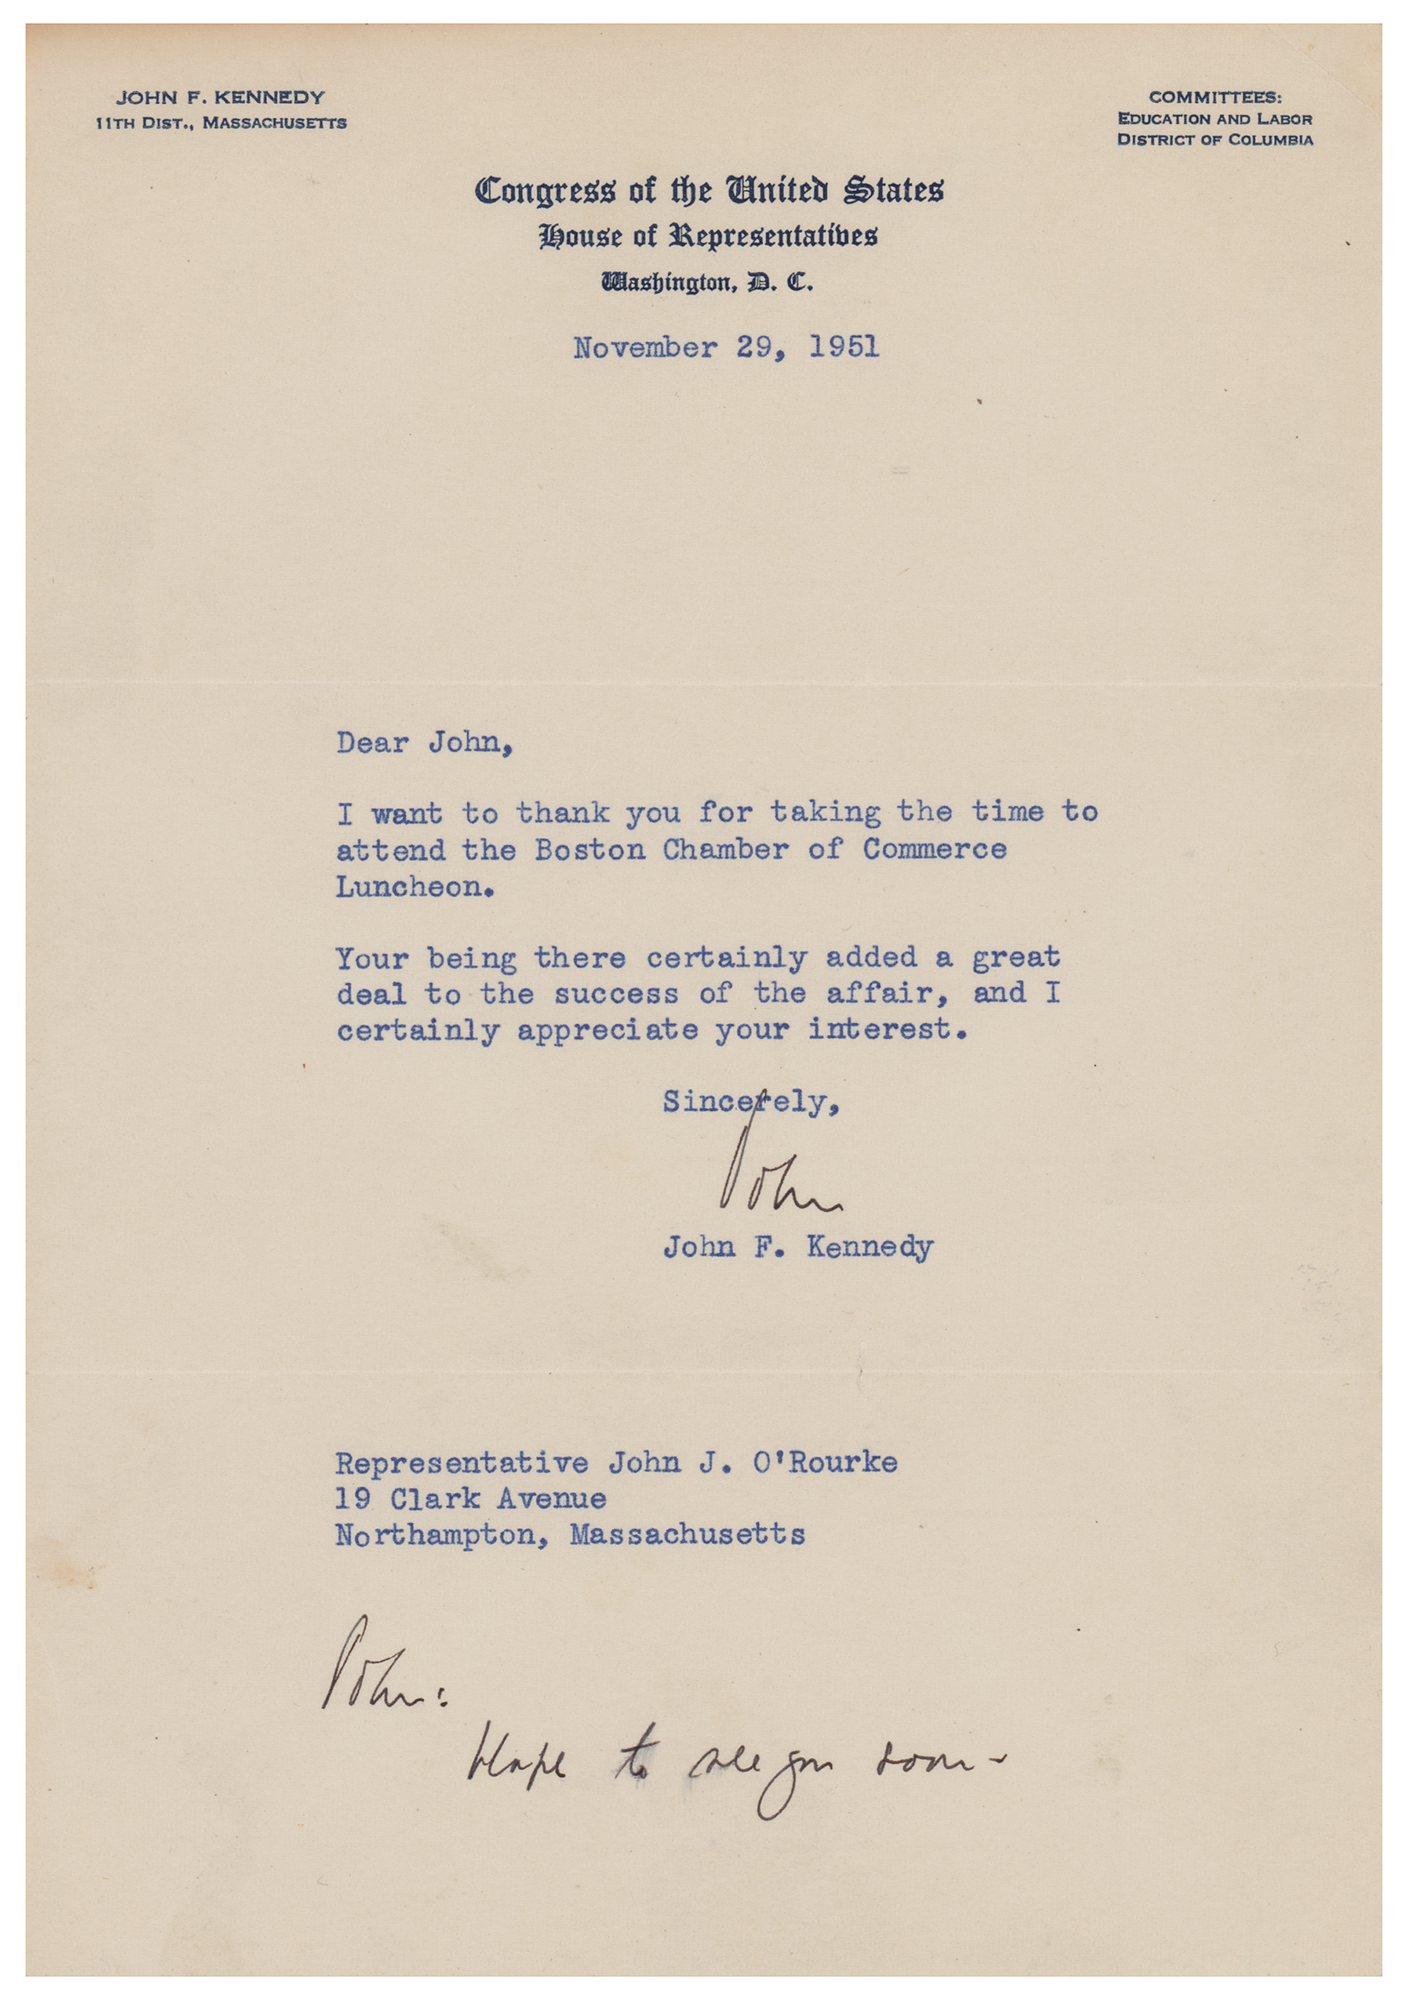 JOHN F. KENNEDY
11TH DIST., MASSACHUSETTS
COMMITTEES:
EDUCATION AND LABOR
DISTRICT OF COLUMBIA
Congress of the United States
House of Representatives
Washington, D. C.
November 29, 1951
Dear John,
I want to thank you for taking the time to
attend the Boston Chamber of Commerce
Luncheon.
Your being there certainly added a great
deal to the success of the affair, and I
certainly appreciate your interest.
Sincerely,
John
John F. Kennedy
Representative John J. O'Rourke
19 Clark Avenue
Northampton, Massachusetts
John:
Hope to see you soon -